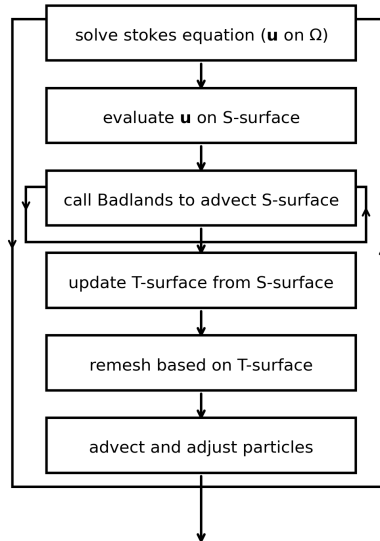 solve stokes equation (u on Ω)
evaluate u on S-surface
call Badlands to advect S-surface
update T-surface from S-surface
remesh based on T-surface
advect and adjust particles